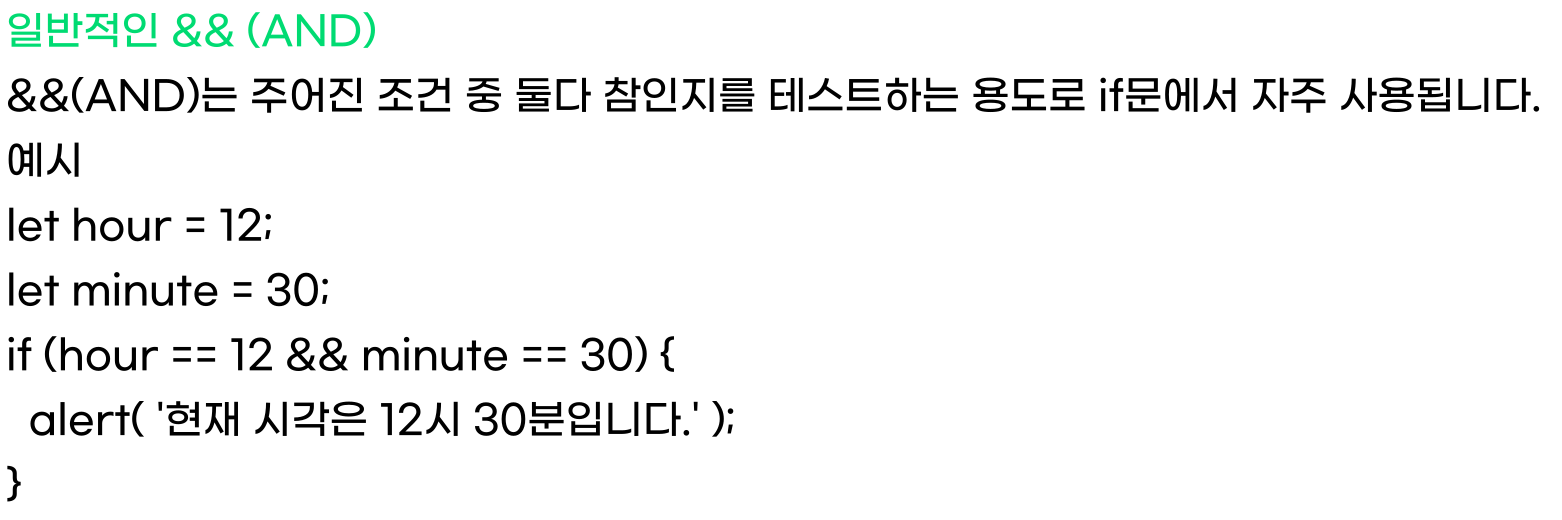 일반적인 && (AND)
&&(AND)는 주어진 조건 중 둘다 참인지를 테스트하는 용도로 if문에서 자주 사용됩니다.
예시
let hour = 12;
let minute = 30;
if (hour == 12 && minute == 30) {
  alert( '현재 시각은 12시 30분입니다.' );
}